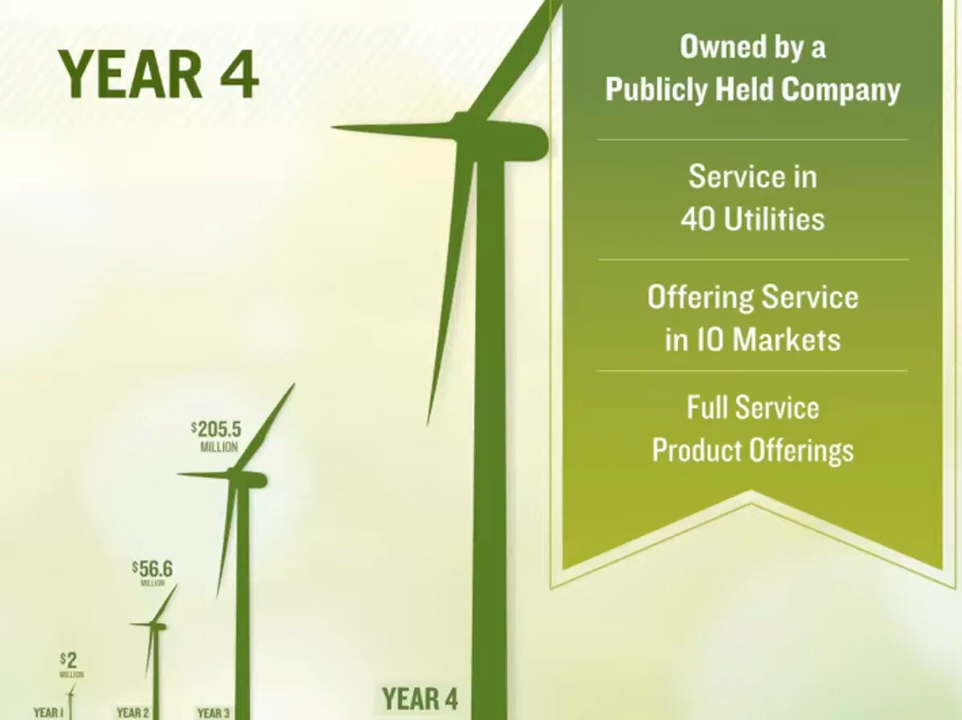 YEAR 4
Owned by a
Publicly Held Company
Service in
40 Utilities
Offering Service
in 10 Markets
Full Service
Product Offerings
$205.5
MILLION
$56.6
MILLION
$2
MILLION
YEAR 1
YEAR 2
YEAR 3
YEAR 4